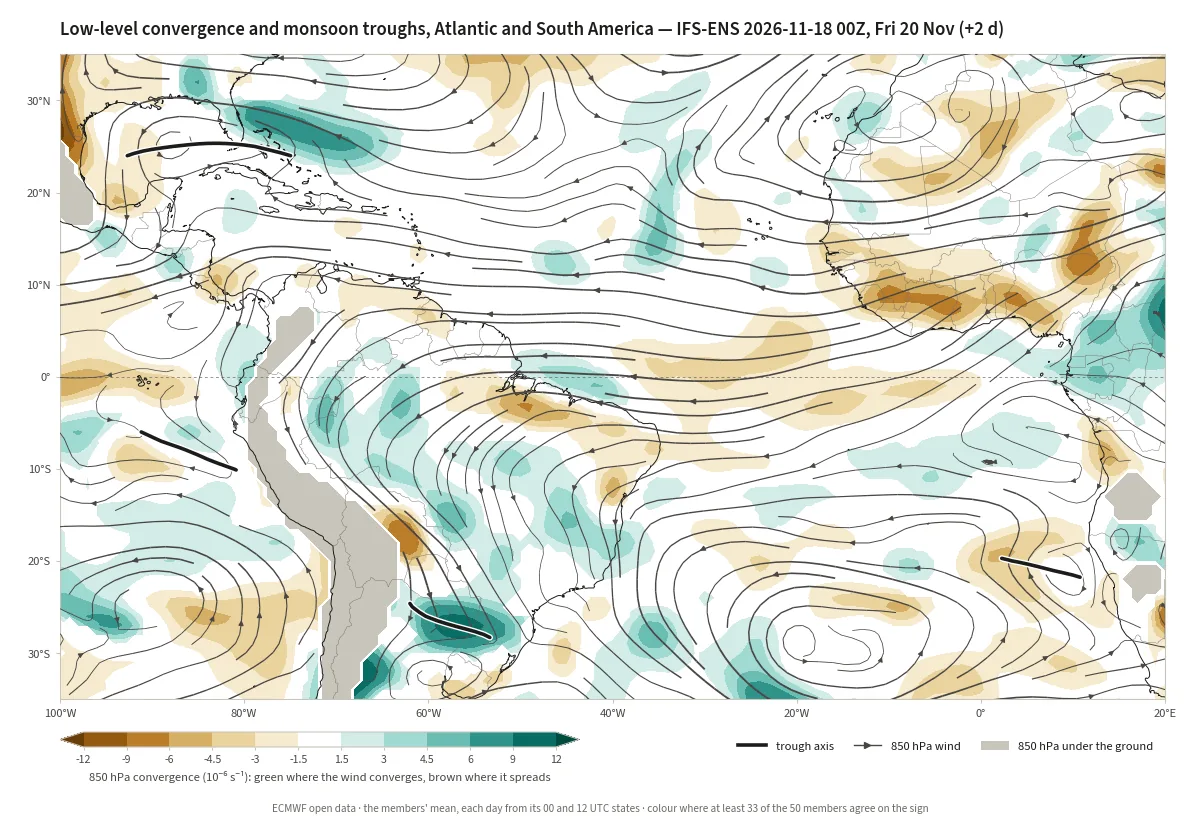 Low-level convergence and monsoon troughs, Atlantic and South America — IFS-ENS 2026-11-18 00Z, Fri 20 Nov (+2 d)
30°N
20°N
10°N
0°
10°S
20°S
30°S
100°W 80°W 60°W 40°W 20°W 0° 20°E
-12 -9 -6 -4.5 -3 -1.5 1.5 3 4.5 6 9 12
850 hPa convergence (10⁻⁶ s⁻¹): green where the wind converges, brown where it spreads
trough axis 850 hPa wind 850 hPa under the ground
ECMWF open data · the members' mean, each day from its 00 and 12 UTC states · colour where at least 33 of the 50 members agree on the sign